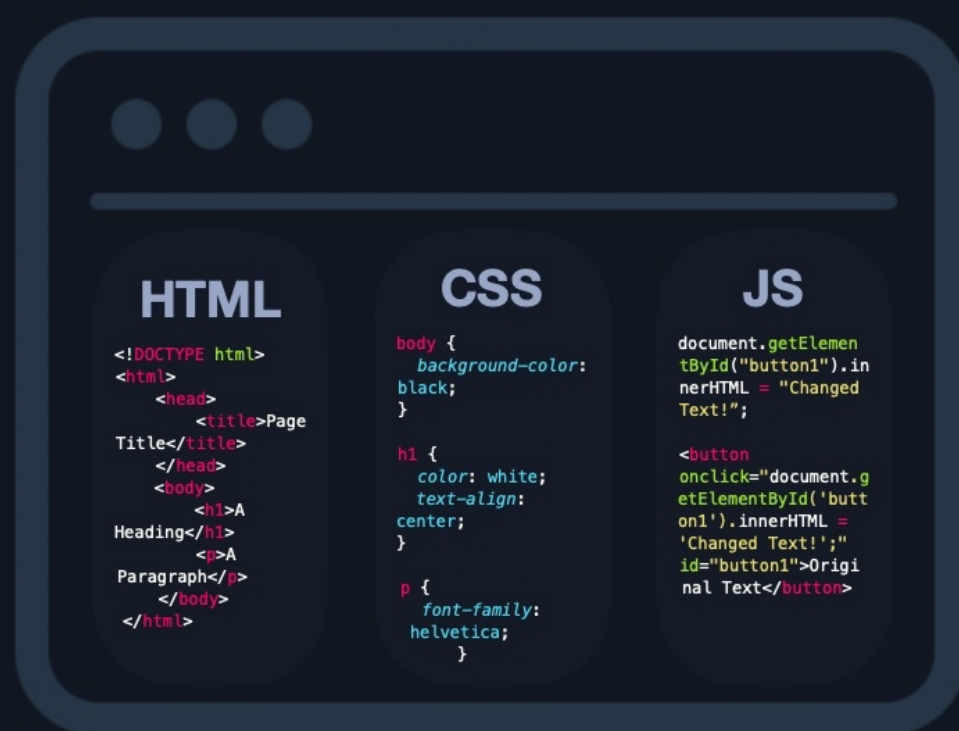 HTML
<!DOCTYPE html>
<html>
<head>
<title>Page
Title</title>
</head>
<body>
<h1>A
Heading</h1>
<p>A
Paragraph</p>
</body>
</html>
CSS
body {
background-color:
black;
}
h1 {
color: white;
text-align:
center;
}
p {
font-family:
helvetica;
}
JS
document.getElemen
tById("button1").in
nerHTML = "Changed
Text!”;
<button
onclick="document.g
etElementById('butt
on1').innerHTML =
'Changed Text!';"
id="button1">Origi
nal Text</button>